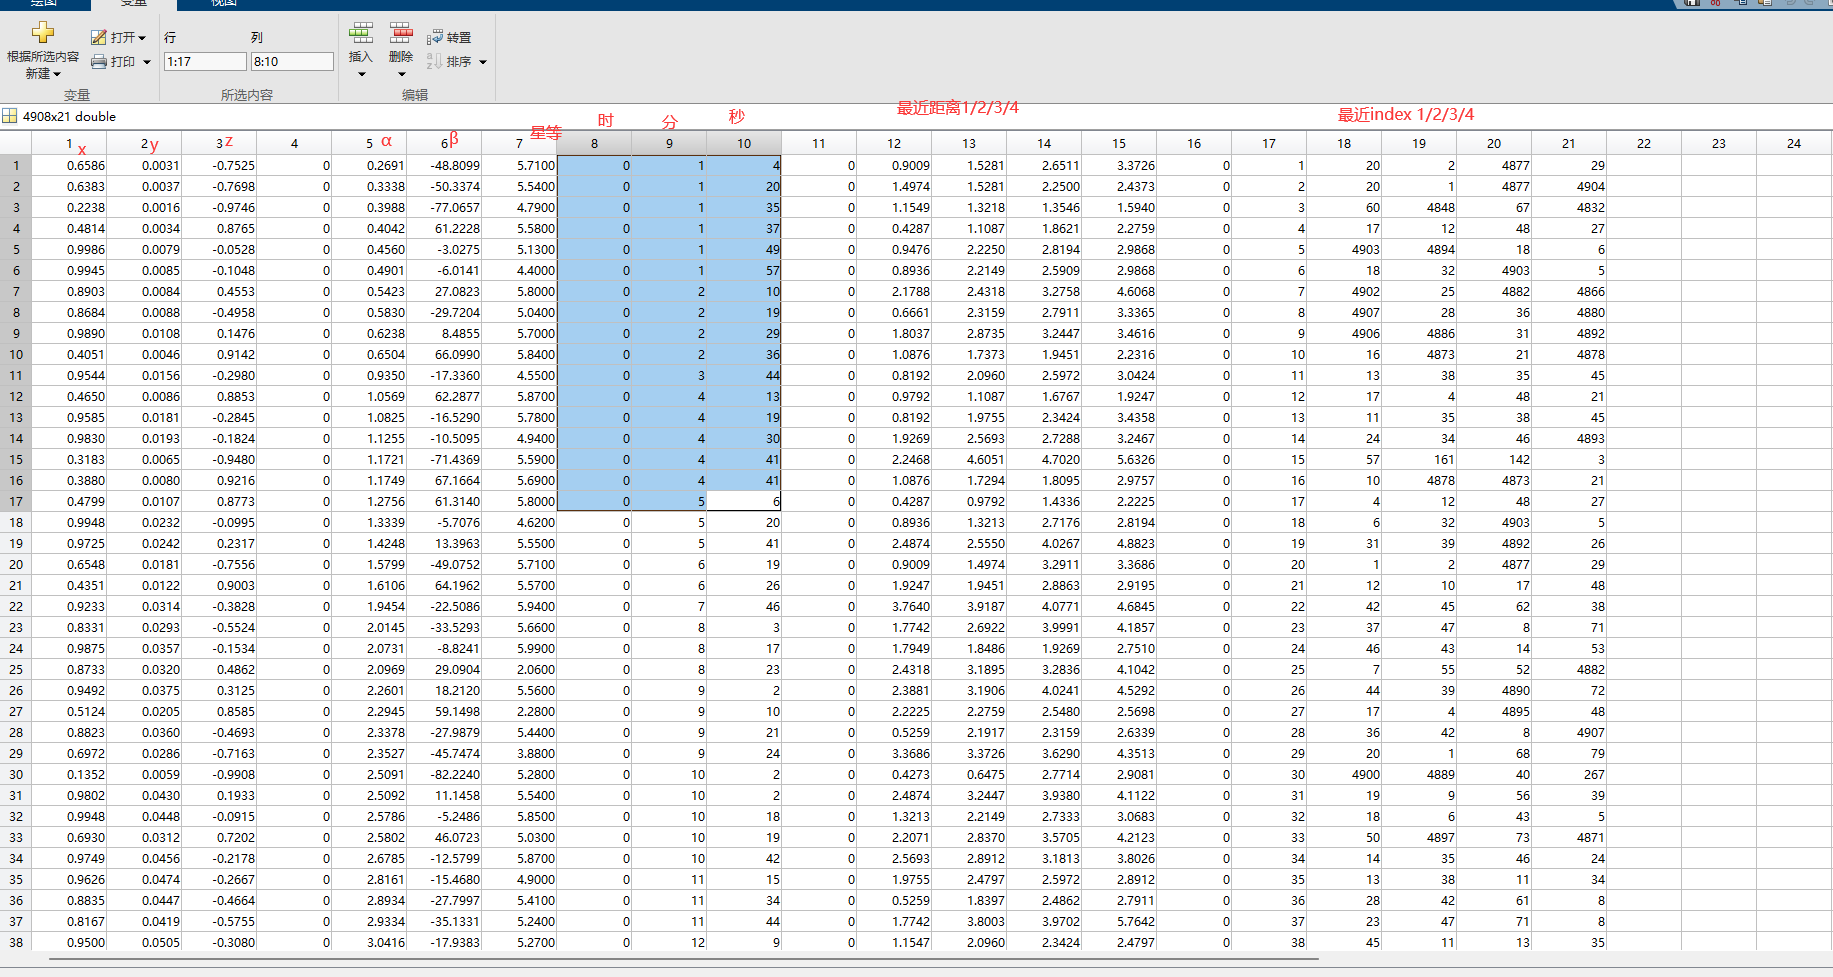 绘图 变量 视图
根据所选内容
新建
打开
打印
行 列
1:17 8:10
插入 删除
转置
排序
变量 所选内容 编辑
4908x21 double
时 分 秒 最近距离1/2/3/4 最近index 1/2/3/4
x y z α β 星等
1 2 3 4 5 6 7 8 9 10 11 12 13 14 15 16 17 18 19 20 21 22 23 24
1 0.6586 0.0031 -0.7525 0 0.2691 -48.8099 5.7100 0 1 4 0 0.9009 1.5281 2.6511 3.3726 0 1 20 2 4877 29
2 0.6383 0.0037 -0.7698 0 0.3338 -50.3374 5.5400 0 1 20 0 1.4974 1.5281 2.2500 2.4373 0 2 20 1 4877 4904
3 0.2238 0.0016 -0.9746 0 0.3988 -77.0657 4.7900 0 1 35 0 1.1549 1.3218 1.3546 1.5940 0 3 60 4848 67 4832
4 0.4814 0.0034 0.8765 0 0.4042 61.2228 5.5800 0 1 37 0 0.4287 1.1087 1.8621 2.2759 0 4 17 12 48 27
5 0.9986 0.0079 -0.0528 0 0.4560 -3.0275 5.1300 0 1 49 0 0.9476 2.2250 2.8194 2.9868 0 5 4903 4894 18 6
6 0.9945 0.0085 -0.1048 0 0.4901 -6.0141 4.4000 0 1 57 0 0.8936 2.2149 2.5909 2.9868 0 6 18 32 4903 5
7 0.8903 0.0084 0.4553 0 0.5423 27.0823 5.8000 0 2 10 0 2.1788 2.4318 3.2758 4.6068 0 7 4902 25 4882 4866
8 0.8684 0.0088 -0.4958 0 0.5830 -29.7204 5.0400 0 2 19 0 0.6661 2.3159 2.7911 3.3365 0 8 4907 28 36 4880
9 0.9890 0.0108 0.1476 0 0.6238 8.4855 5.7000 0 2 29 0 1.8037 2.8735 3.2447 3.4616 0 9 4906 4886 31 4892
10 0.4051 0.0046 0.9142 0 0.6504 66.0990 5.8400 0 2 36 0 1.0876 1.7373 1.9451 2.2316 0 10 16 4873 21 4878
11 0.9544 0.0156 -0.2980 0 0.9350 -17.3360 4.5500 0 3 44 0 0.8192 2.0960 2.5972 3.0424 0 11 13 38 35 45
12 0.4650 0.0086 0.8853 0 1.0569 62.2877 5.8700 0 4 13 0 0.9792 1.1087 1.6767 1.9247 0 12 17 4 48 21
13 0.9585 0.0181 -0.2845 0 1.0825 -16.5290 5.7800 0 4 19 0 0.8192 1.9755 2.3424 3.4358 0 13 11 35 38 45
14 0.9830 0.0193 -0.1824 0 1.1255 -10.5095 4.9400 0 4 30 0 1.9269 2.5693 2.7288 3.2467 0 14 24 34 46 4893
15 0.3183 0.0065 -0.9480 0 1.1721 -71.4369 5.5900 0 4 41 0 2.2468 4.6051 4.7020 5.6326 0 15 57 161 142 3
16 0.3880 0.0080 0.9216 0 1.1749 67.1664 5.6900 0 4 41 0 1.0876 1.7294 1.8095 2.9757 0 16 10 4878 4873 21
17 0.4799 0.0107 0.8773 0 1.2756 61.3140 5.8000 0 5 6 0 0.4287 0.9792 1.4336 2.2225 0 17 4 12 48 27
18 0.9948 0.0232 -0.0995 0 1.3339 -5.7076 4.6200 0 5 20 0 0.8936 1.3213 2.7176 2.8194 0 18 6 32 4903 5
19 0.9725 0.0242 0.2317 0 1.4248 13.3963 5.5500 0 5 41 0 2.4874 2.5550 4.0267 4.8823 0 19 31 39 4892 26
20 0.6548 0.0181 -0.7556 0 1.5799 -49.0752 5.7100 0 6 19 0 0.9009 1.4974 3.2911 3.3686 0 20 1 2 4877 29
21 0.4351 0.0122 0.9003 0 1.6106 64.1962 5.5700 0 6 26 0 1.9247 1.9451 2.8863 2.9195 0 21 12 10 17 48
22 0.9233 0.0314 -0.3828 0 1.9454 -22.5086 5.9400 0 7 46 0 3.7640 3.9187 4.0771 4.6845 0 22 42 45 62 38
23 0.8331 0.0293 -0.5524 0 2.0145 -33.5293 5.6600 0 8 3 0 1.7742 2.6922 3.9991 4.1857 0 23 37 47 8 71
24 0.9875 0.0357 -0.1534 0 2.0731 -8.8241 5.9900 0 8 17 0 1.7949 1.8486 1.9269 2.7510 0 24 46 43 14 53
25 0.8733 0.0320 0.4862 0 2.0969 29.0904 2.0600 0 8 23 0 2.4318 3.1895 3.2836 4.1042 0 25 7 55 52 4882
26 0.9492 0.0375 0.3125 0 2.2601 18.2120 5.5600 0 9 2 0 2.3881 3.1906 4.0241 4.5292 0 26 44 39 4890 72
27 0.5124 0.0205 0.8585 0 2.2945 59.1498 2.2800 0 9 10 0 2.2225 2.2759 2.5480 2.5698 0 27 17 4 4895 48
28 0.8823 0.0360 -0.4693 0 2.3378 -27.9879 5.4400 0 9 21 0 0.5259 2.1917 2.3159 2.6339 0 28 36 42 8 4907
29 0.6972 0.0286 -0.7163 0 2.3527 -45.7474 3.8800 0 9 24 0 3.3686 3.3726 3.6290 4.3513 0 29 20 1 68 79
30 0.1352 0.0059 -0.9908 0 2.5091 -82.2240 5.2800 0 10 2 0 0.4273 0.6475 2.7714 2.9081 0 30 4900 4889 40 267
31 0.9802 0.0430 0.1933 0 2.5092 11.1458 5.5400 0 10 2 0 2.4874 3.2447 3.9380 4.1122 0 31 19 9 56 39
32 0.9948 0.0448 -0.0915 0 2.5786 -5.2486 5.8500 0 10 18 0 1.3213 2.2149 2.7333 3.0683 0 32 18 6 43 5
33 0.6930 0.0312 0.7202 0 2.5802 46.0723 5.0300 0 10 19 0 2.2071 2.8370 3.5705 4.2123 0 33 50 4897 73 4871
34 0.9749 0.0456 -0.2178 0 2.6785 -12.5799 5.8700 0 10 42 0 2.5693 2.8912 3.1813 3.8026 0 34 14 35 46 24
35 0.9626 0.0474 -0.2667 0 2.8161 -15.4680 4.9000 0 11 15 0 1.9755 2.4797 2.5972 2.8912 0 35 13 38 11 34
36 0.8835 0.0447 -0.4664 0 2.8934 -27.7997 5.4100 0 11 34 0 0.5259 1.8397 2.4862 2.7911 0 36 28 42 61 8
37 0.8167 0.0419 -0.5755 0 2.9334 -35.1331 5.2400 0 11 44 0 1.7742 3.8003 3.9702 5.7642 0 37 23 47 71 8
38 0.9500 0.0505 -0.3080 0 3.0416 -17.9383 5.2700 0 12 9 0 1.1547 2.0960 2.3424 2.4797 0 38 45 11 13 35